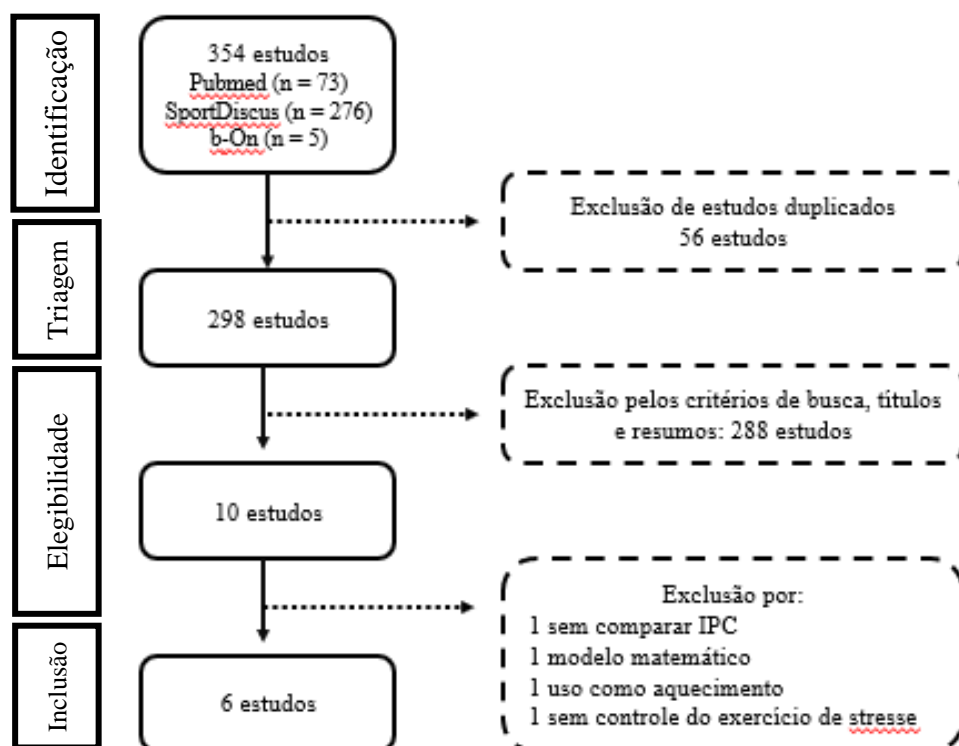 Identificação
354 estudos
Pubmed (n = 73)
SportDiscus (n = 276)
b-On (n = 5)
Exclusão de estudos duplicados
56 estudos
Triagem
298 estudos
Exclusão pelos critérios de busca, títulos
e resumos: 288 estudos
Elegibilidade
10 estudos
Exclusão por:
1 sem comparar IPC
1 modelo matemático
1 uso como aquecimento
1 sem controle do exercício de stresse
Inclusão
6 estudos